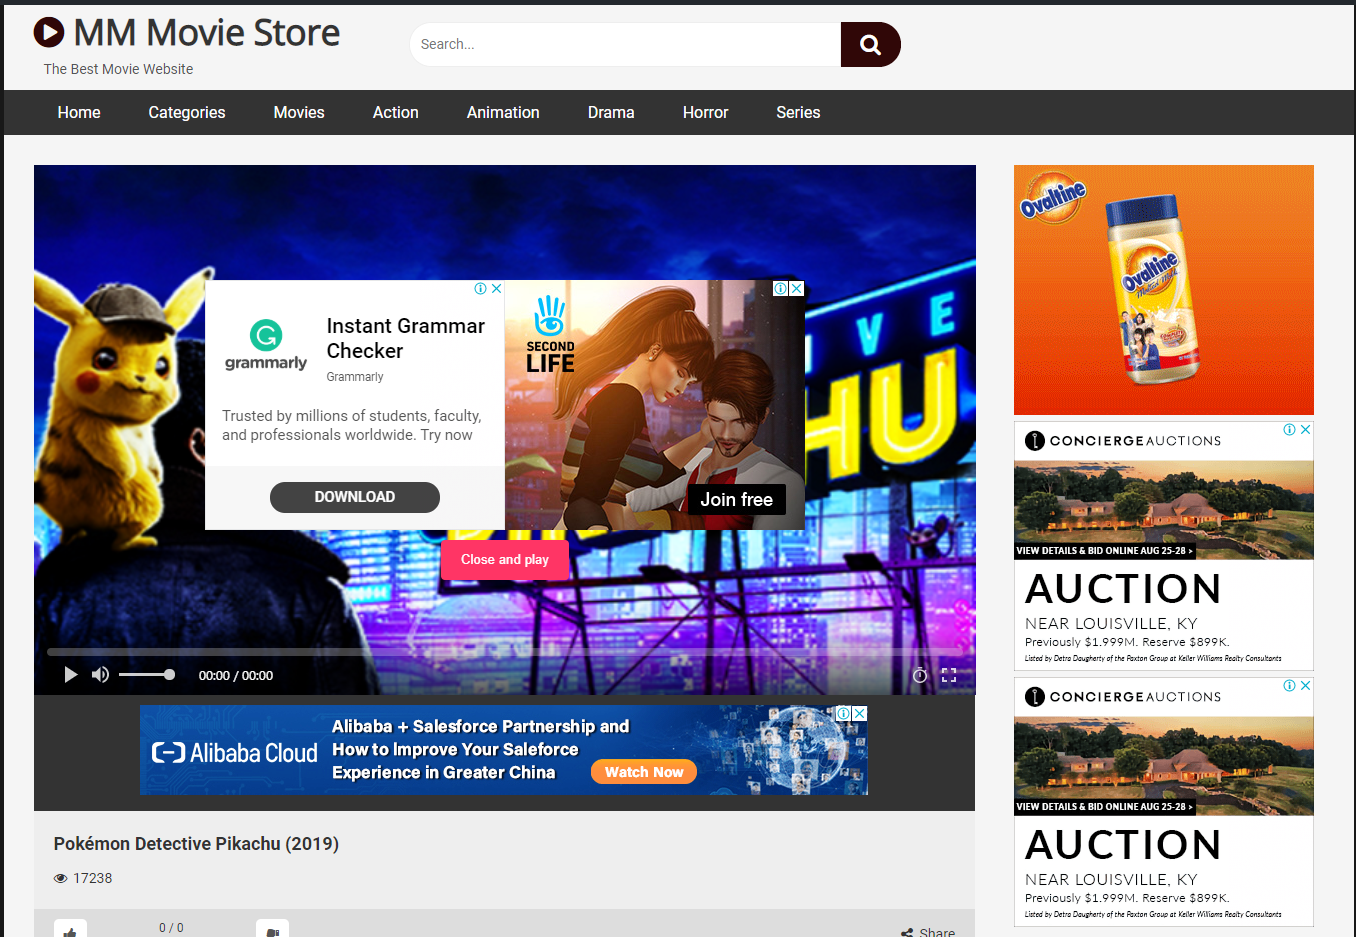 MM Movie Store
The Best Movie Website
Search...
Home Categories Movies Action Animation Drama Horror Series
grammarly
Instant Grammar
Checker
Grammarly
Trusted by millions of students, faculty,
and professionals worldwide. Try now
DOWNLOAD
SECOND
LIFE
Join free
IVE
HU
Close and play
00:00 / 00:00
Alibaba Cloud
Alibaba + Salesforce Partnership and
How to Improve Your Saleforce
Experience in Greater China
Watch Now
Pokémon Detective Pikachu (2019)
17238
0 / 0
Share
Ovaltine
Ovaltine
CONCIERGEAUCTIONS
VIEW DETAILS & BID ONLINE AUG 25-28 >
AUCTION
NEAR LOUISVILLE, KY
Previously $1.999M. Reserve $899K.
Listed by Detra Daugherty of the Paxton Group at Keller Williams Realty Consultants
CONCIERGEAUCTIONS
VIEW DETAILS & BID ONLINE AUG 25-28 >
AUCTION
NEAR LOUISVILLE, KY
Previously $1.999M. Reserve $899K.
Listed by Detra Daugherty of the Paxton Group at Keller Williams Realty Consultants